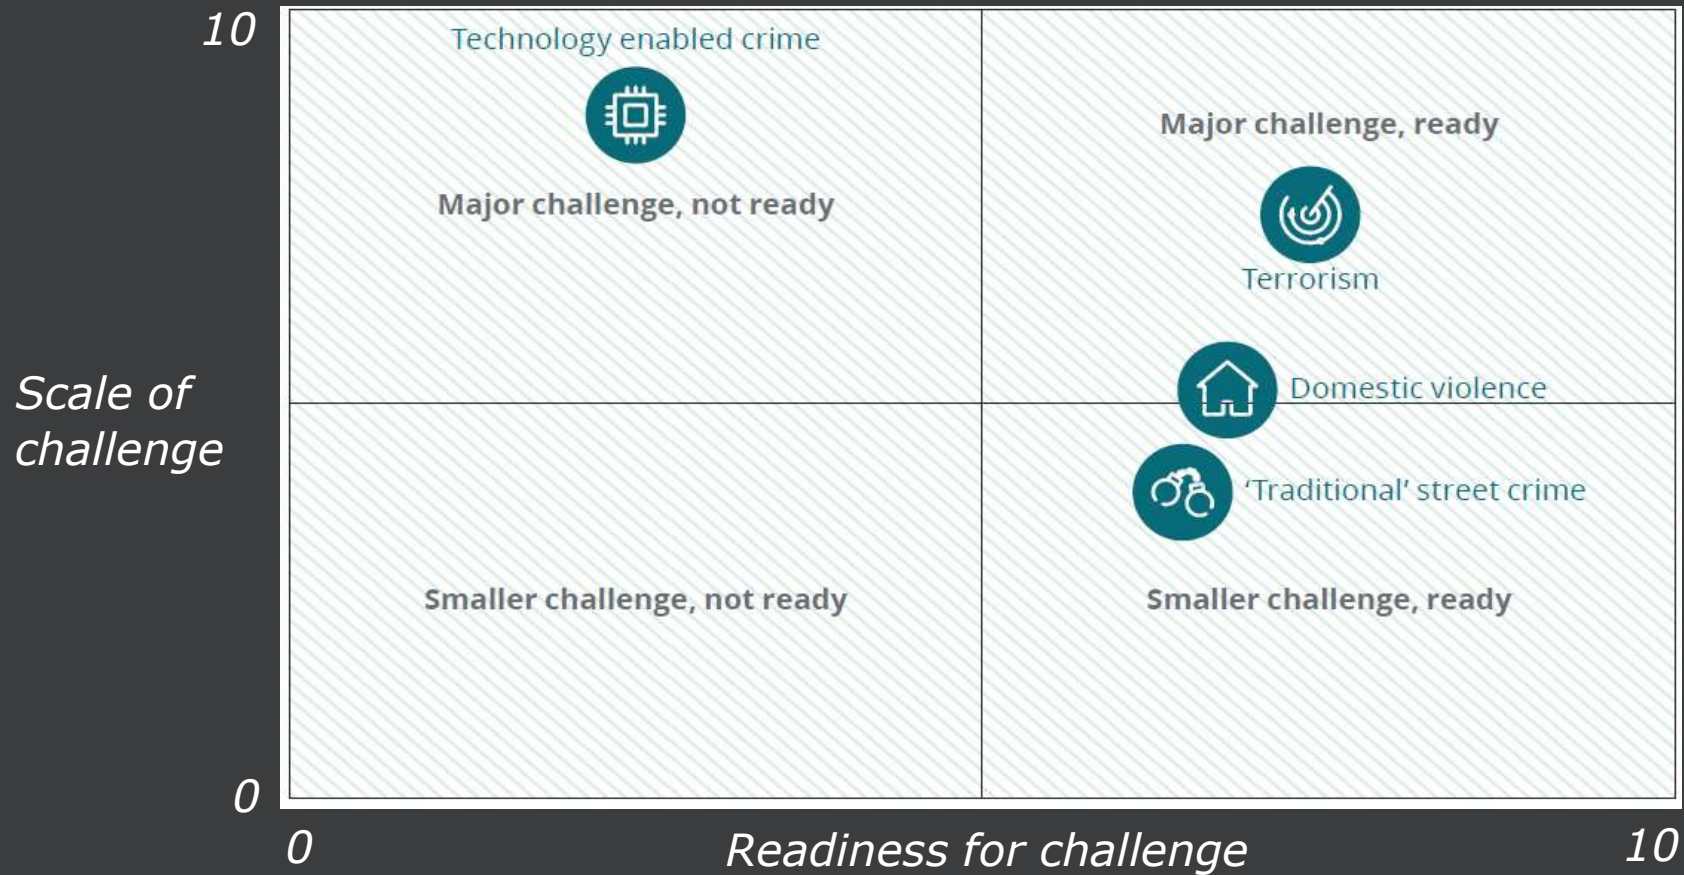 10
Technology enabled crime
Major challenge, not ready
Major challenge, ready
Terrorism
Scale of
challenge
Domestic violence
‘Traditional’ street crime
Smaller challenge, not ready
Smaller challenge, ready
0
0
Readiness for challenge
10